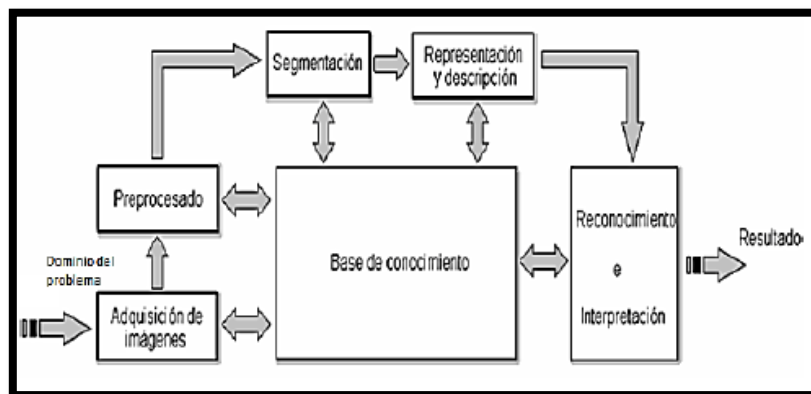 Segmentación
Representación
y descripción
Preprocesado
Dominio del
problema
Adquisición de
imágenes
Base de conocimiento
Reconocimiento
e
Interpretación
Resultado